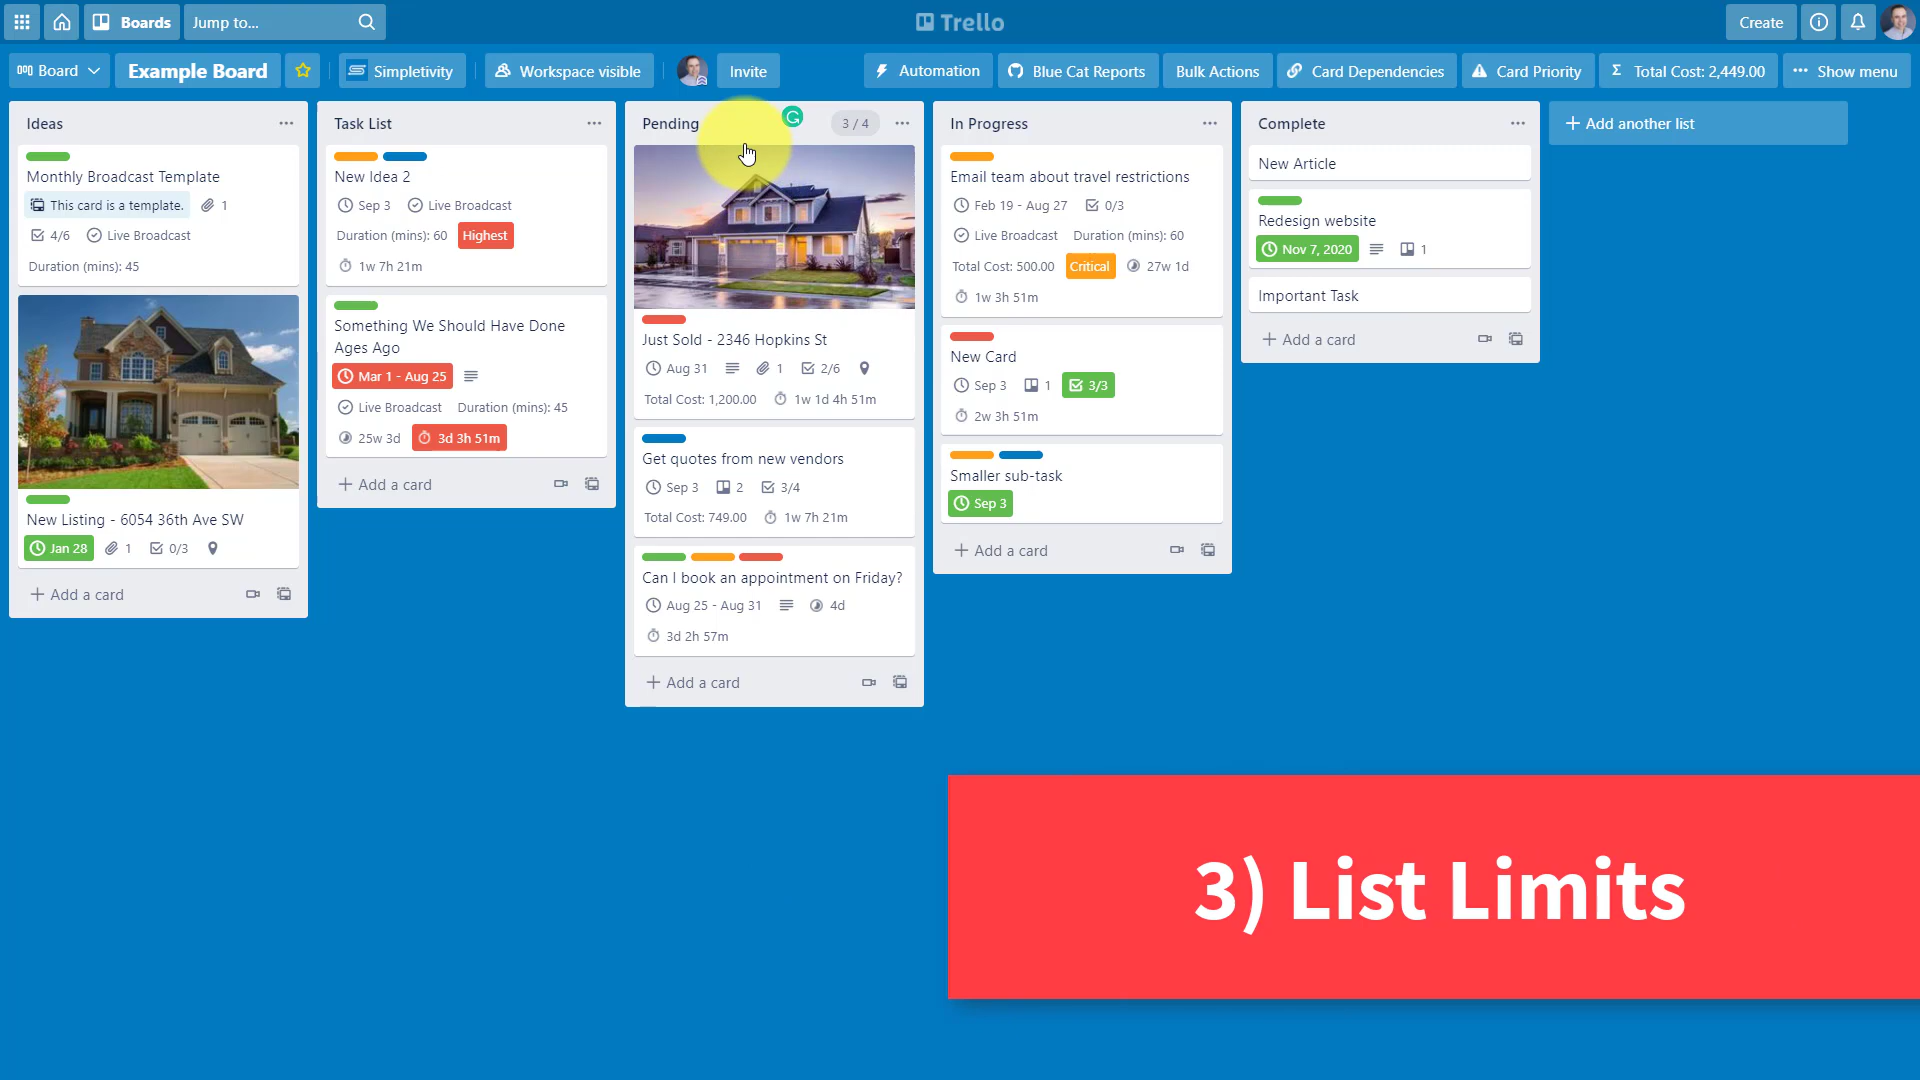 Boards
Jump to...
Trello
Create
Board
Example Board
Simpletivity
Workspace visible
Invite
Automation
Blue Cat Reports
Bulk Actions
Card Dependencies
Card Priority
Σ Total Cost: 2,449.00
Show menu
Ideas
Monthly Broadcast Template
This card is a template.
1
4/6
Live Broadcast
Duration (mins): 45
New Listing - 6054 36th Ave SW
Jan 28
1
0/3
+ Add a card
Task List
New Idea 2
Sep 3
Live Broadcast
Duration (mins): 60
Highest
1w 7h 21m
Something We Should Have Done
Ages Ago
Mar 1 - Aug 25
Live Broadcast
Duration (mins): 45
25w 3d
3d 3h 51m
+ Add a card
Pending
3 / 4
Just Sold - 2346 Hopkins St
Aug 31
1
2/6
Total Cost: 1,200.00
1w 1d 4h 51m
Get quotes from new vendors
Sep 3
2
3/4
Total Cost: 749.00
1w 7h 21m
Can I book an appointment on Friday?
Aug 25 - Aug 31
4d
3d 2h 57m
+ Add a card
In Progress
Email team about travel restrictions
Feb 19 - Aug 27
0/3
Live Broadcast
Duration (mins): 60
Total Cost: 500.00
Critical
27w 1d
1w 3h 51m
New Card
Sep 3
1
3/3
2w 3h 51m
Smaller sub-task
Sep 3
+ Add a card
Complete
New Article
Redesign website
Nov 7, 2020
1
Important Task
+ Add a card
+ Add another list
3) List Limits